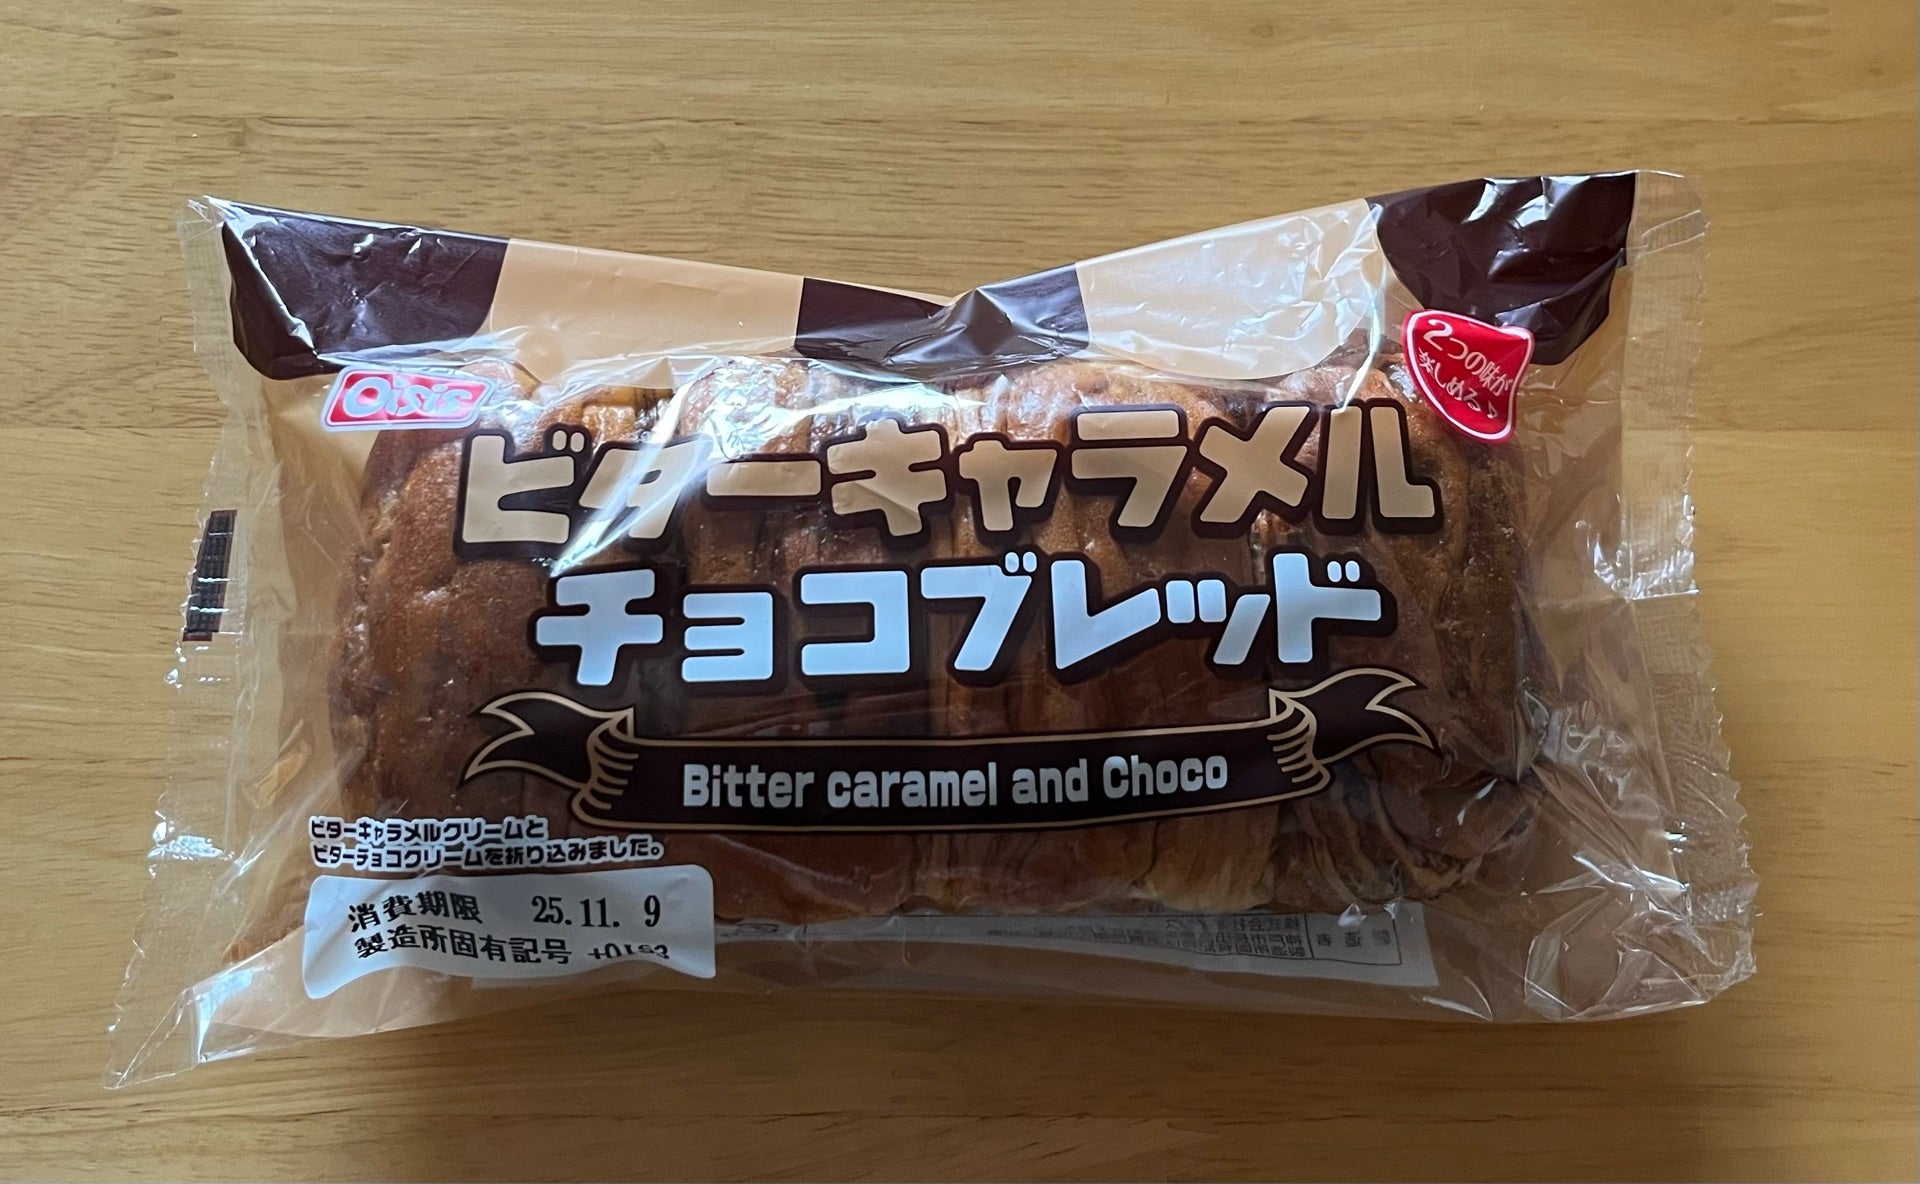 Oisis
2つの味が
楽しめる♪
ビターキャラメル
チョコブレッド
Bitter caramel and Choco
ビターキャラメルクリームと
ビターチョコクリームを折り込みました。
消費期限 25.11. 9
製造所固有記号